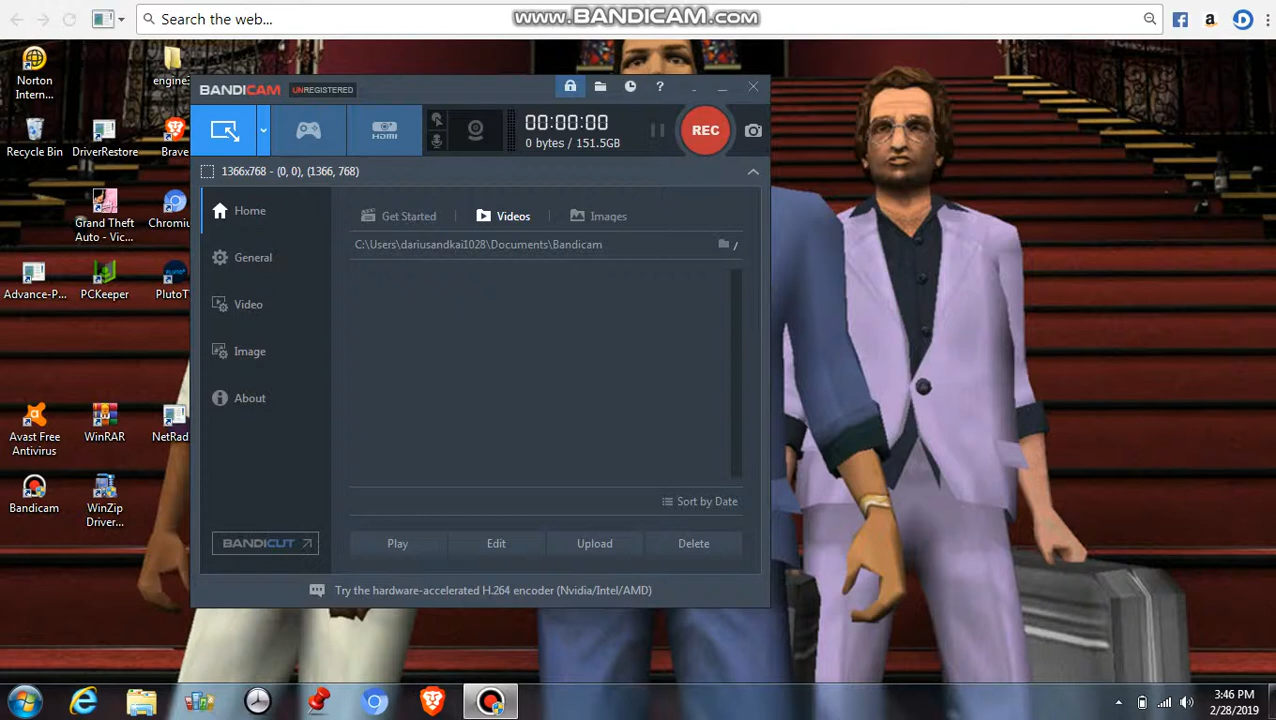 Search the web...
www.BANDICAM.com
Norton
Intern...
engine:
Recycle Bin
DriverRestore
Brave
Grand Theft
Auto - Vic...
Chromiu
Advance-P...
PCKeeper
PlutoT
Avast Free
Antivirus
WinRAR
NetRad
Bandicam
WinZip
Driver...
BANDICAM UNREGISTERED
?
HDMI
00:00:00
0 bytes / 151.5GB
REC
1366x768 - (0, 0), (1366, 768)
Home
General
Video
Image
About
BANDICUT
Get Started
Videos
Images
C:\Users\dariusandkai1028\Documents\Bandicam
/
Sort by Date
Play
Edit
Upload
Delete
Try the hardware-accelerated H.264 encoder (Nvidia/Intel/AMD)
3:46 PM
2/28/2019